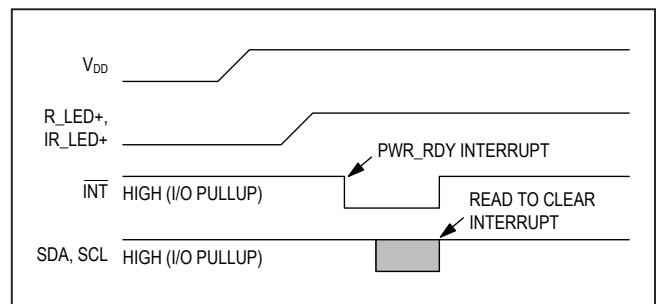 VDD
R_LED+,
IR_LED+
PWR_RDY INTERRUPT
INT HIGH (I/O PULLUP)
READ TO CLEAR
INTERRUPT
SDA, SCL HIGH (I/O PULLUP)